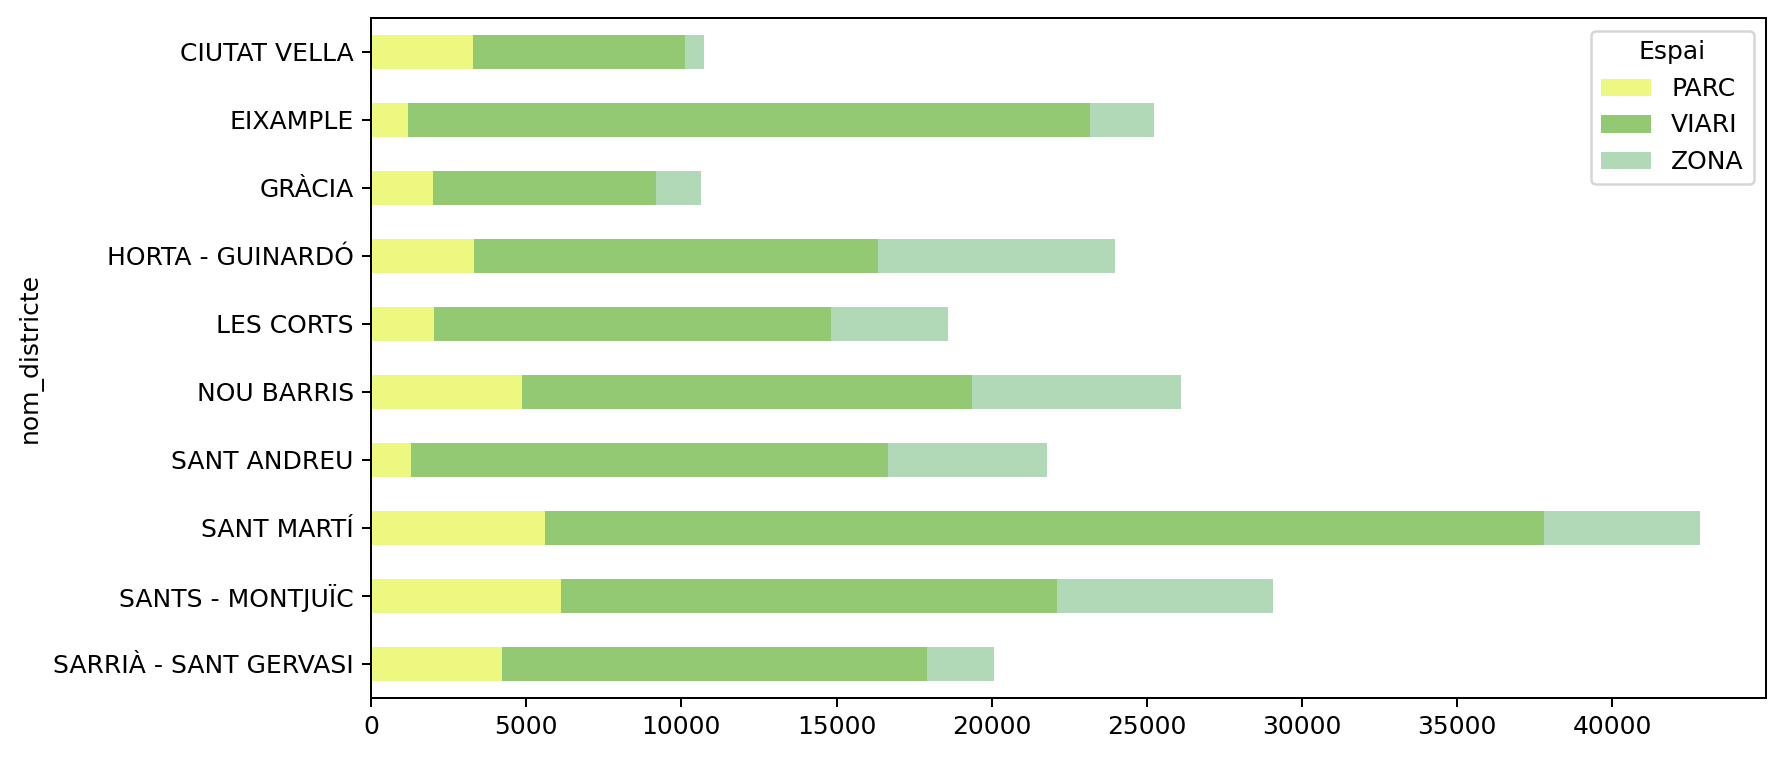 Espai
PARC
VIARI
ZONA
nom_districte
CIUTAT VELLA
EIXAMPLE
GRÀCIA
HORTA - GUINARDÓ
LES CORTS
NOU BARRIS
SANT ANDREU
SANT MARTÍ
SANTS - MONTJUÏC
SARRIÀ - SANT GERVASI
0 5000 10000 15000 20000 25000 30000 35000 40000